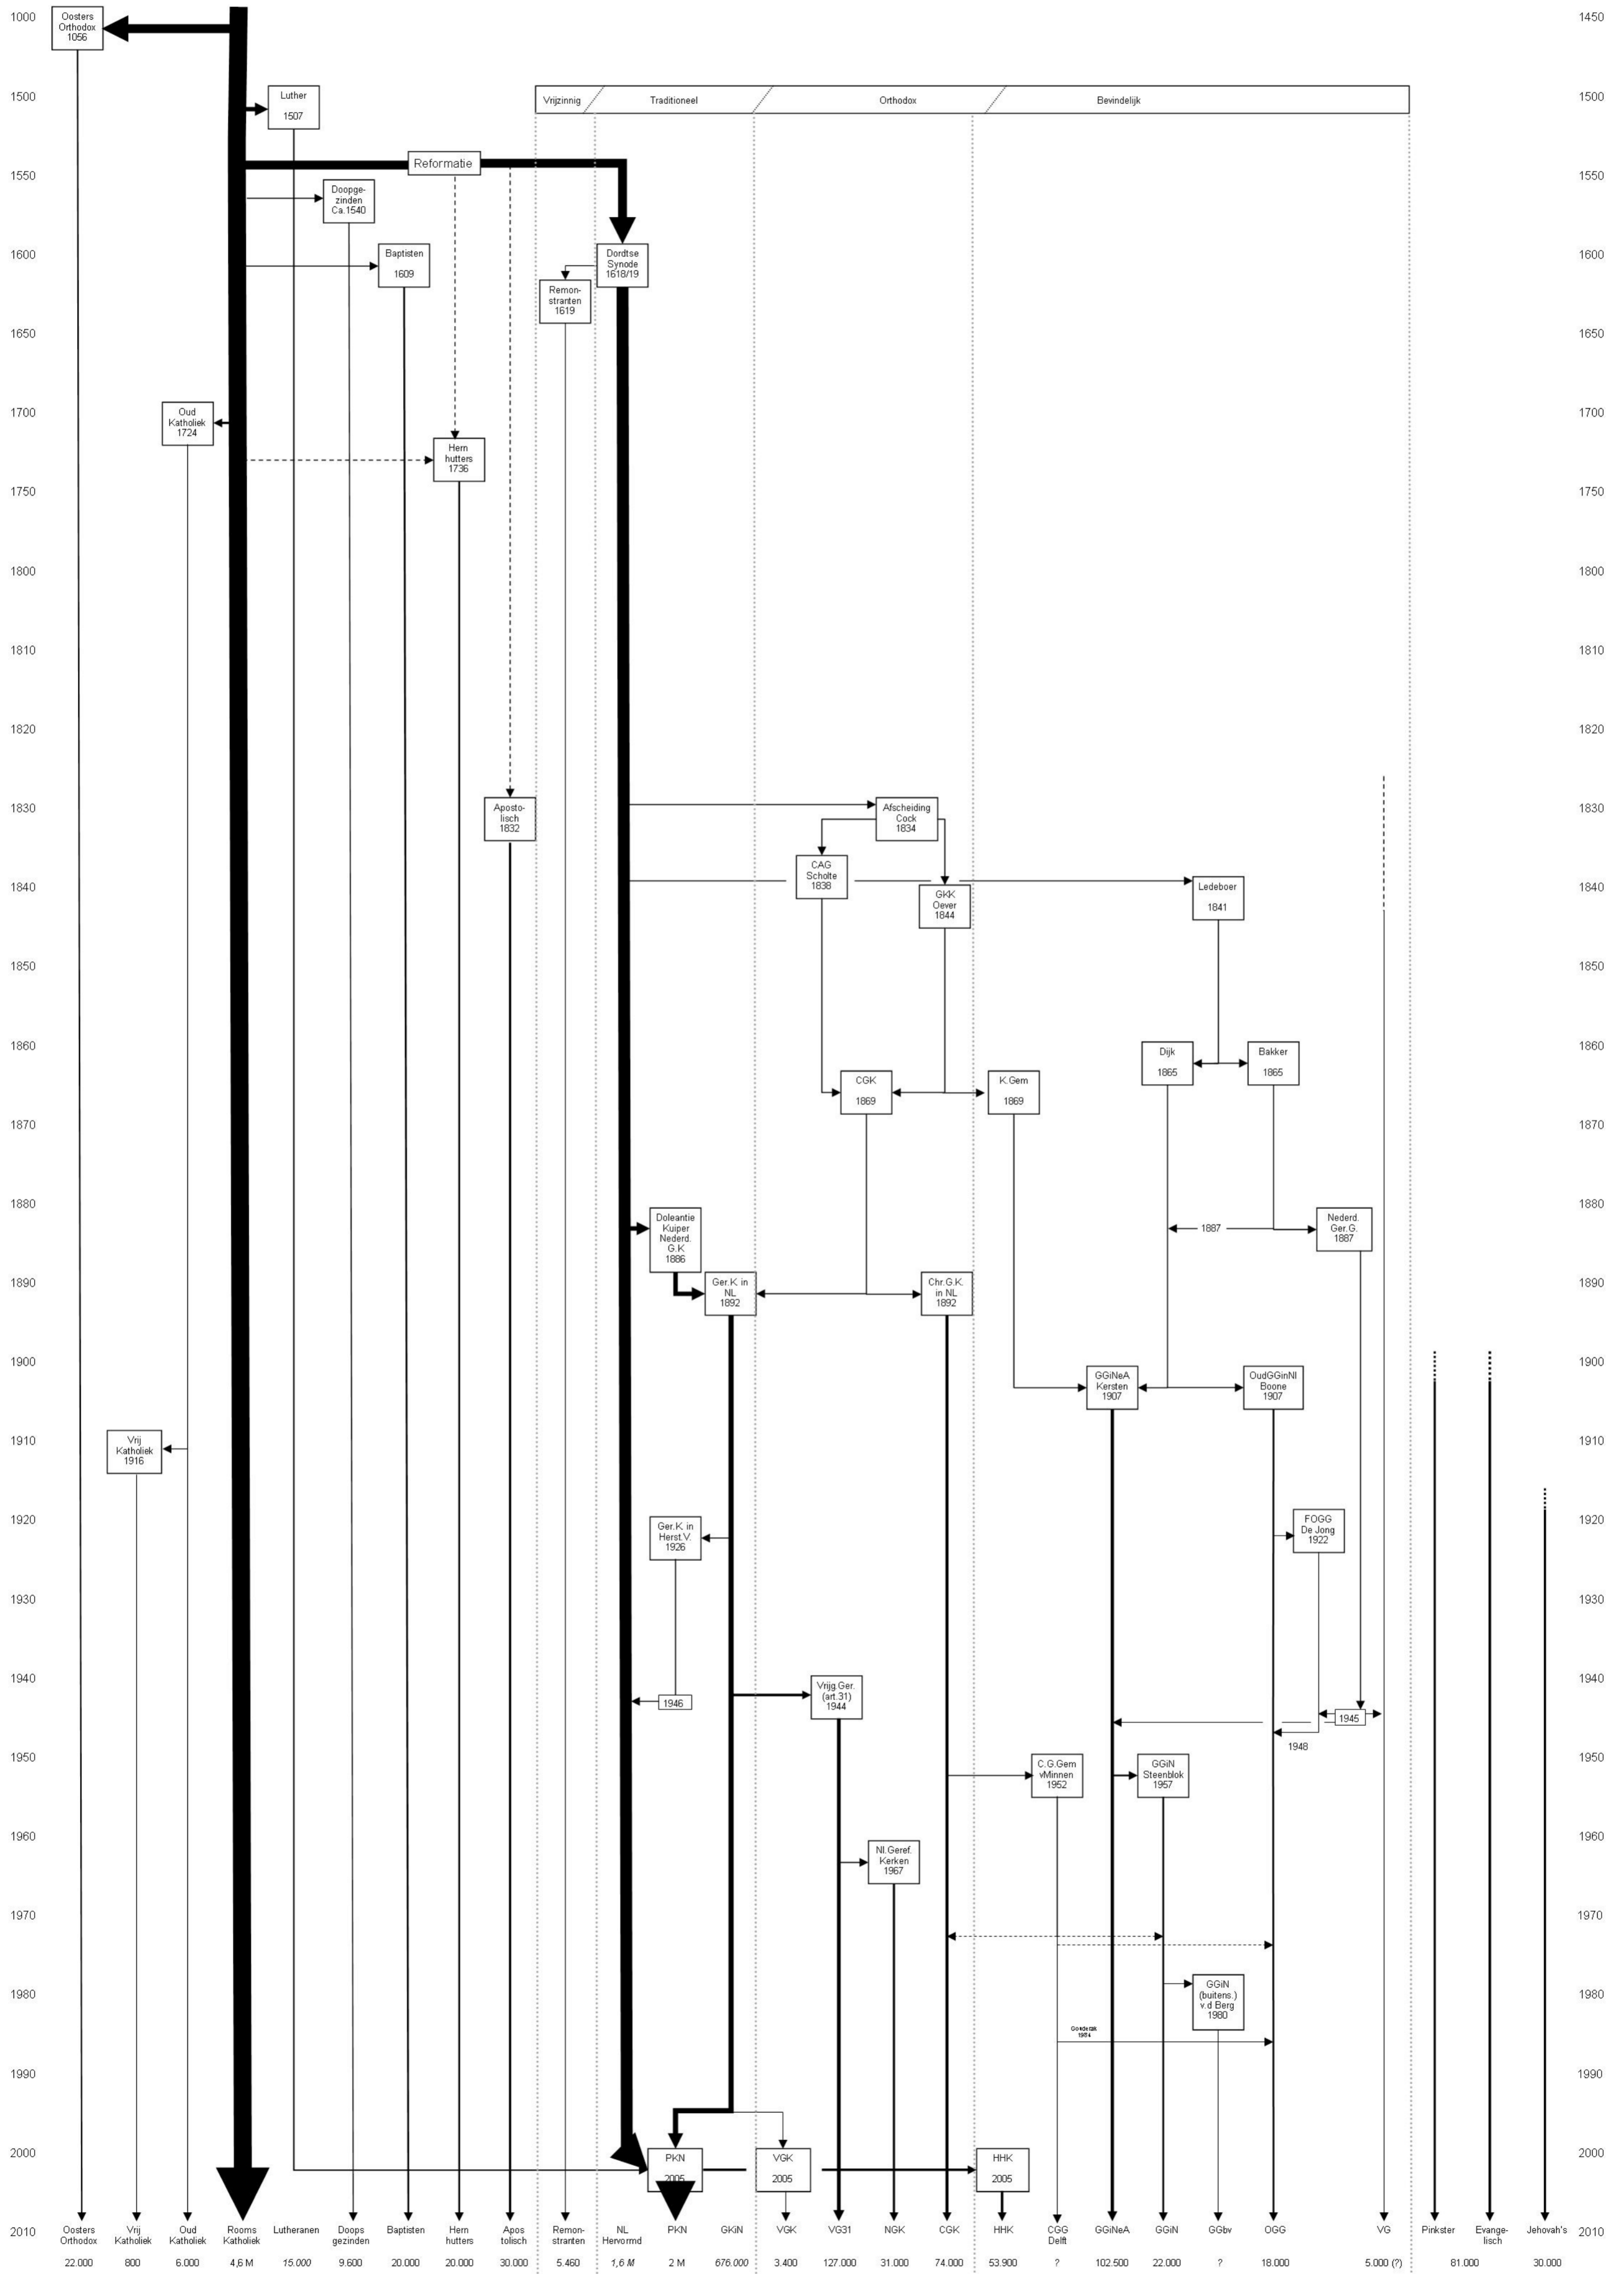 1000
Oosters
Orthodox
1056
1450
1500
Luther
1507
Vrijzinnig
Traditioneel
Orthodox
Bevindelijk
1500
Reformatie
1550
Doopge-
zinden
Ca.1540
1550
1600
Baptisten
1609
Dordtse
Synode
1618/19
1600
Remon-
stranten
1619
1650
1650
1700
Oud
Katholiek
1724
1700
Hern
hutters
1736
1750
1750
1800
1800
1810
1810
1820
1820
1830
Aposto-
lisch
1832
Afscheiding
Cock
1834
1830
CAG
Scholte
1838
1840
GKK
Oever
1844
Ledeboer
1841
1840
1850
1850
1860
Dijk
1865
Bakker
1865
1860
CGK
1869
K.Gem
1869
1870
1870
1880
Doleantie
Kuiper
Nederd.
G.K
1886
1887
Nederd.
Ger.G.
1887
1880
1890
Ger.K. in
NL
1892
Chr.G.K.
in NL
1892
1890
1900
GGiNeA
Kersten
1907
OudGGinNl
Boone
1907
1900
1910
Vrij
Katholiek
1916
1910
1920
Ger.K. in
Herst.V.
1926
FOGG
De Jong
1922
1920
1930
1930
1940
Vrijg.Ger.
(art.31)
1944
1940
1946
1945
1948
1950
C.G.Gem
vMinnen
1952
GGiN
Steenblok
1957
1950
1960
Nl.Geref.
Kerken
1967
1960
1970
1970
1980
GGiN
(buitens.)
v.d Berg
1980
1980
Gouderak
1984
1990
1990
2000
PKN
2005
VGK
2005
HHK
2005
2000
2010
Oosters
Orthodox
Vrij
Katholiek
Oud
Katholiek
Rooms
Katholiek
Lutheranen
Doops
gezinden
Baptisten
Hern
hutters
Apos
tolisch
Remon-
stranten
NL
Hervormd
PKN
GKiN
VGK
VG31
NGK
CGK
HHK
CGG
Delft
GGiNeA
GGiN
GGbv
OGG
VG
Pinkster
Evange-
lisch
Jehovah's
2010
22.000
800
6.000
4,6 M
15.000
9.600
20.000
20.000
30.000
5.460
1,6 M
2 M
676.000
3.400
127.000
31.000
74.000
53.900
?
102.500
22.000
?
18.000
5.000 (?)
81.000
30.000